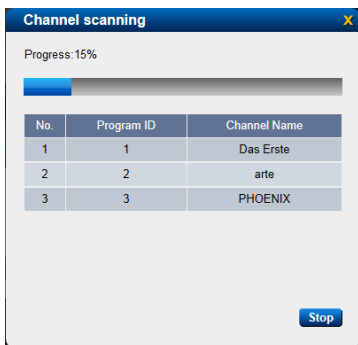 Channel scanning x
Progress:15%
No. Program ID Channel Name
1 1 Das Erste
2 2 arte
3 3 PHOENIX
Stop